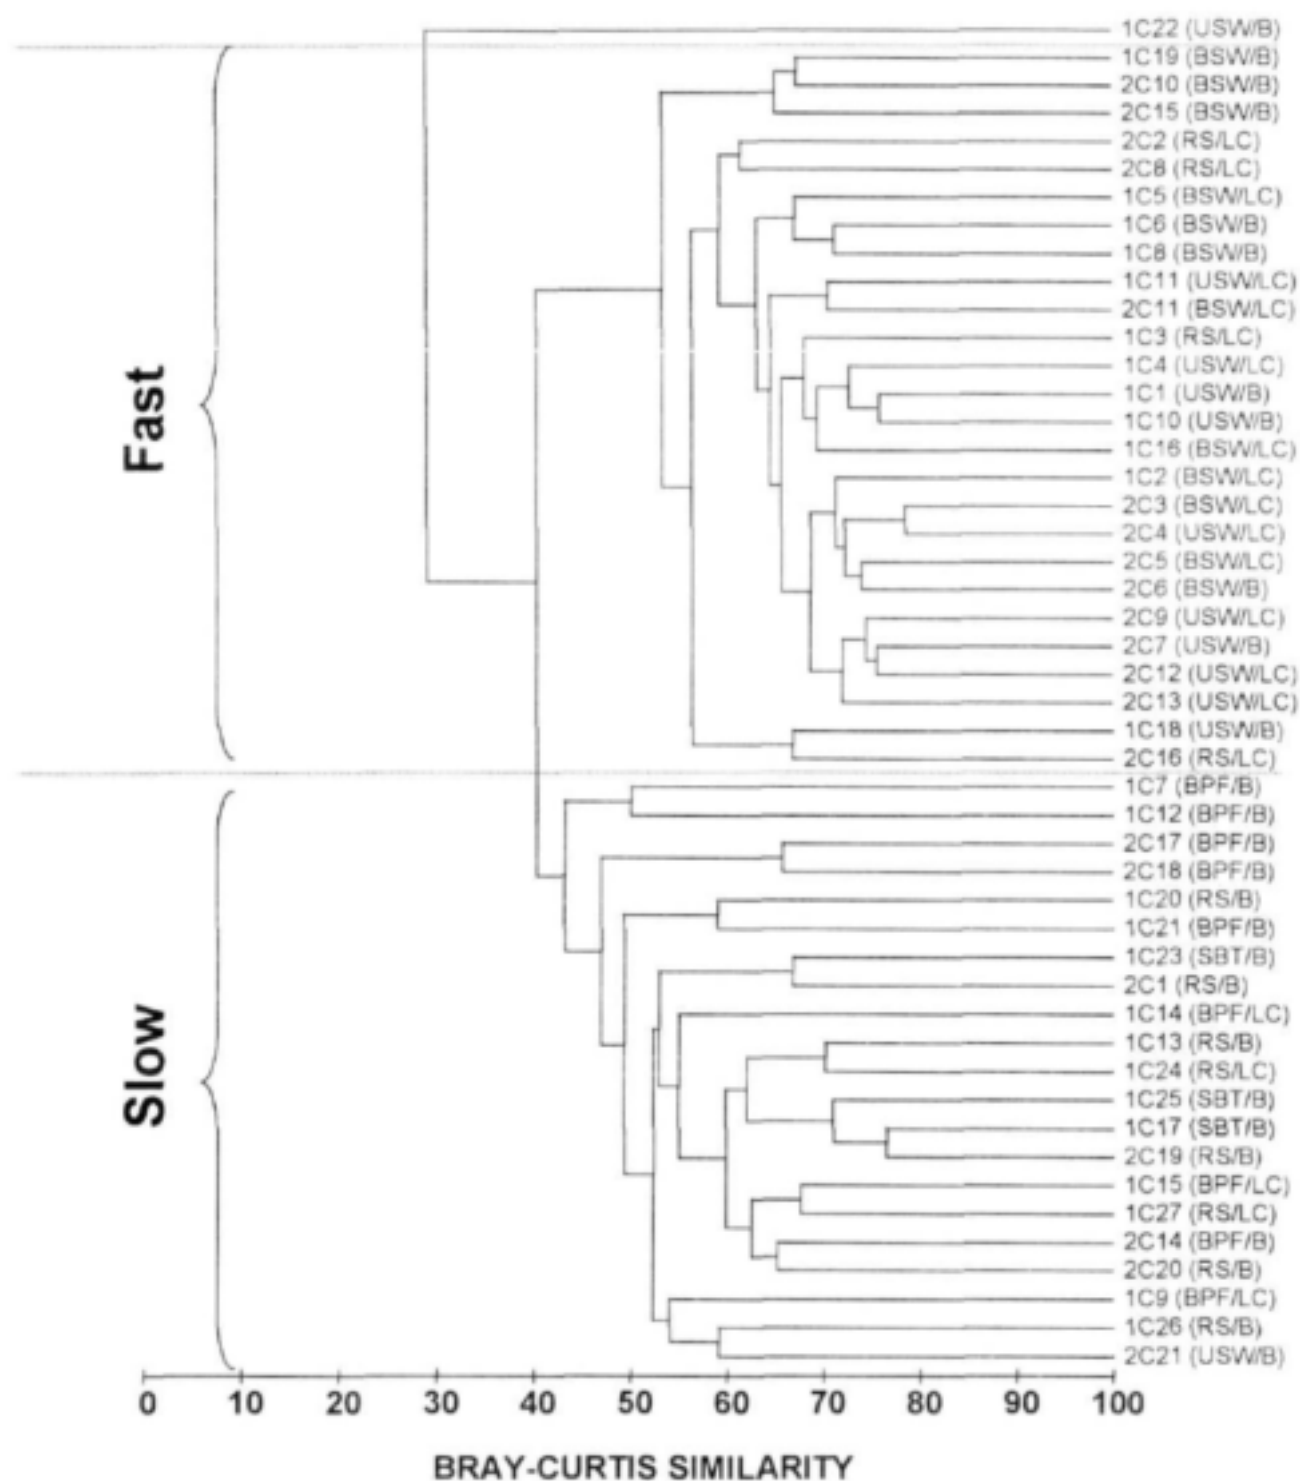 1C22 (USW/B)
1C19 (BSW/B)
2C10 (BSW/B)
2C15 (BSW/B)
2C2 (RS/LC)
2C8 (RS/LC)
1C5 (BSW/LC)
1C6 (BSW/B)
1C8 (BSW/B)
1C11 (USW/LC)
2C11 (BSW/LC)
1C3 (RS/LC)
1C4 (USW/LC)
1C1 (USW/B)
1C10 (USW/B)
1C16 (BSW/LC)
1C2 (BSW/LC)
2C3 (BSW/LC)
2C4 (USW/LC)
2C5 (BSW/LC)
2C6 (BSW/B)
2C9 (USW/LC)
2C7 (USW/B)
2C12 (USW/LC)
2C13 (USW/LC)
1C18 (USW/B)
2C16 (RS/LC)
Fast
1C7 (BPF/B)
1C12 (BPF/B)
2C17 (BPF/B)
2C18 (BPF/B)
1C20 (RS/B)
1C21 (BPF/B)
1C23 (SBT/B)
2C1 (RS/B)
1C14 (BPF/LC)
1C13 (RS/B)
1C24 (RS/LC)
1C25 (SBT/B)
1C17 (SBT/B)
2C19 (RS/B)
1C15 (BPF/LC)
1C27 (RS/LC)
2C14 (BPF/B)
2C20 (RS/B)
1C9 (BPF/LC)
1C26 (RS/B)
2C21 (USW/B)
Slow
0 10 20 30 40 50 60 70 80 90 100
BRAY-CURTIS SIMILARITY